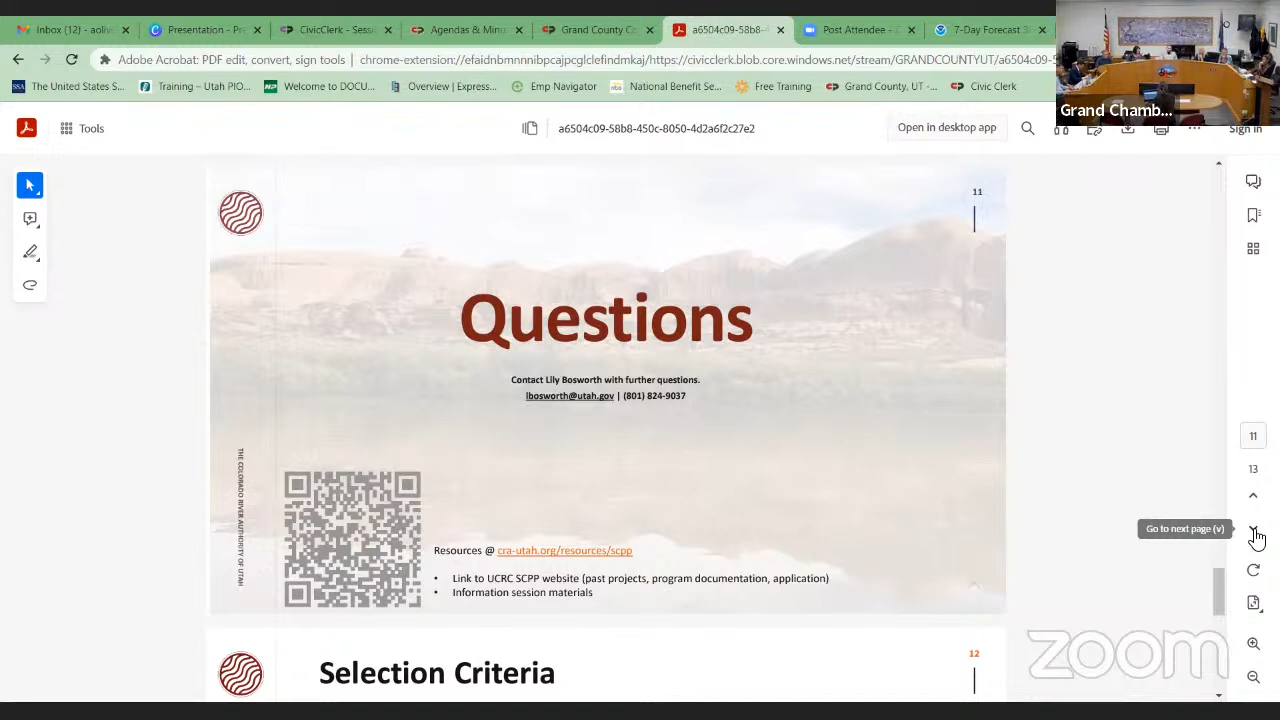 Inbox (12) - aolive
Presentation - Pre
CivicClerk - Sessi
Agendas & Minu
Grand County Co
a6504c09-58b8-
Post Attendee - Z
7-Day Forecast 3
Adobe Acrobat: PDF edit, convert, sign tools
chrome-extension://efaidnbmnnnibpcajpcglclefindmkaj/https://civicclerk.blob.core.windows.net/stream/GRANDCOUNTYUT/a6504c09-5
The United States S...
Training – Utah PIO...
Welcome to DOCU...
Overview | Express...
Emp Navigator
National Benefit Se...
Free Training
Grand County, UT -...
Civic Clerk
Grand Chamb...
Tools
a6504c09-58b8-450c-8050-4d2a6f2c27e2
Open in desktop app
Sign in
11
Questions
Contact Lily Bosworth with further questions.
lbosworth@utah.gov | (801) 824-9037
THE COLORADO RIVER AUTHORITY OF UTAH
Resources @ cra-utah.org/resources/scpp
• Link to UCRC SCPP website (past projects, program documentation, application)
• Information session materials
11
13
Go to next page (v)
Selection Criteria
12
zoom